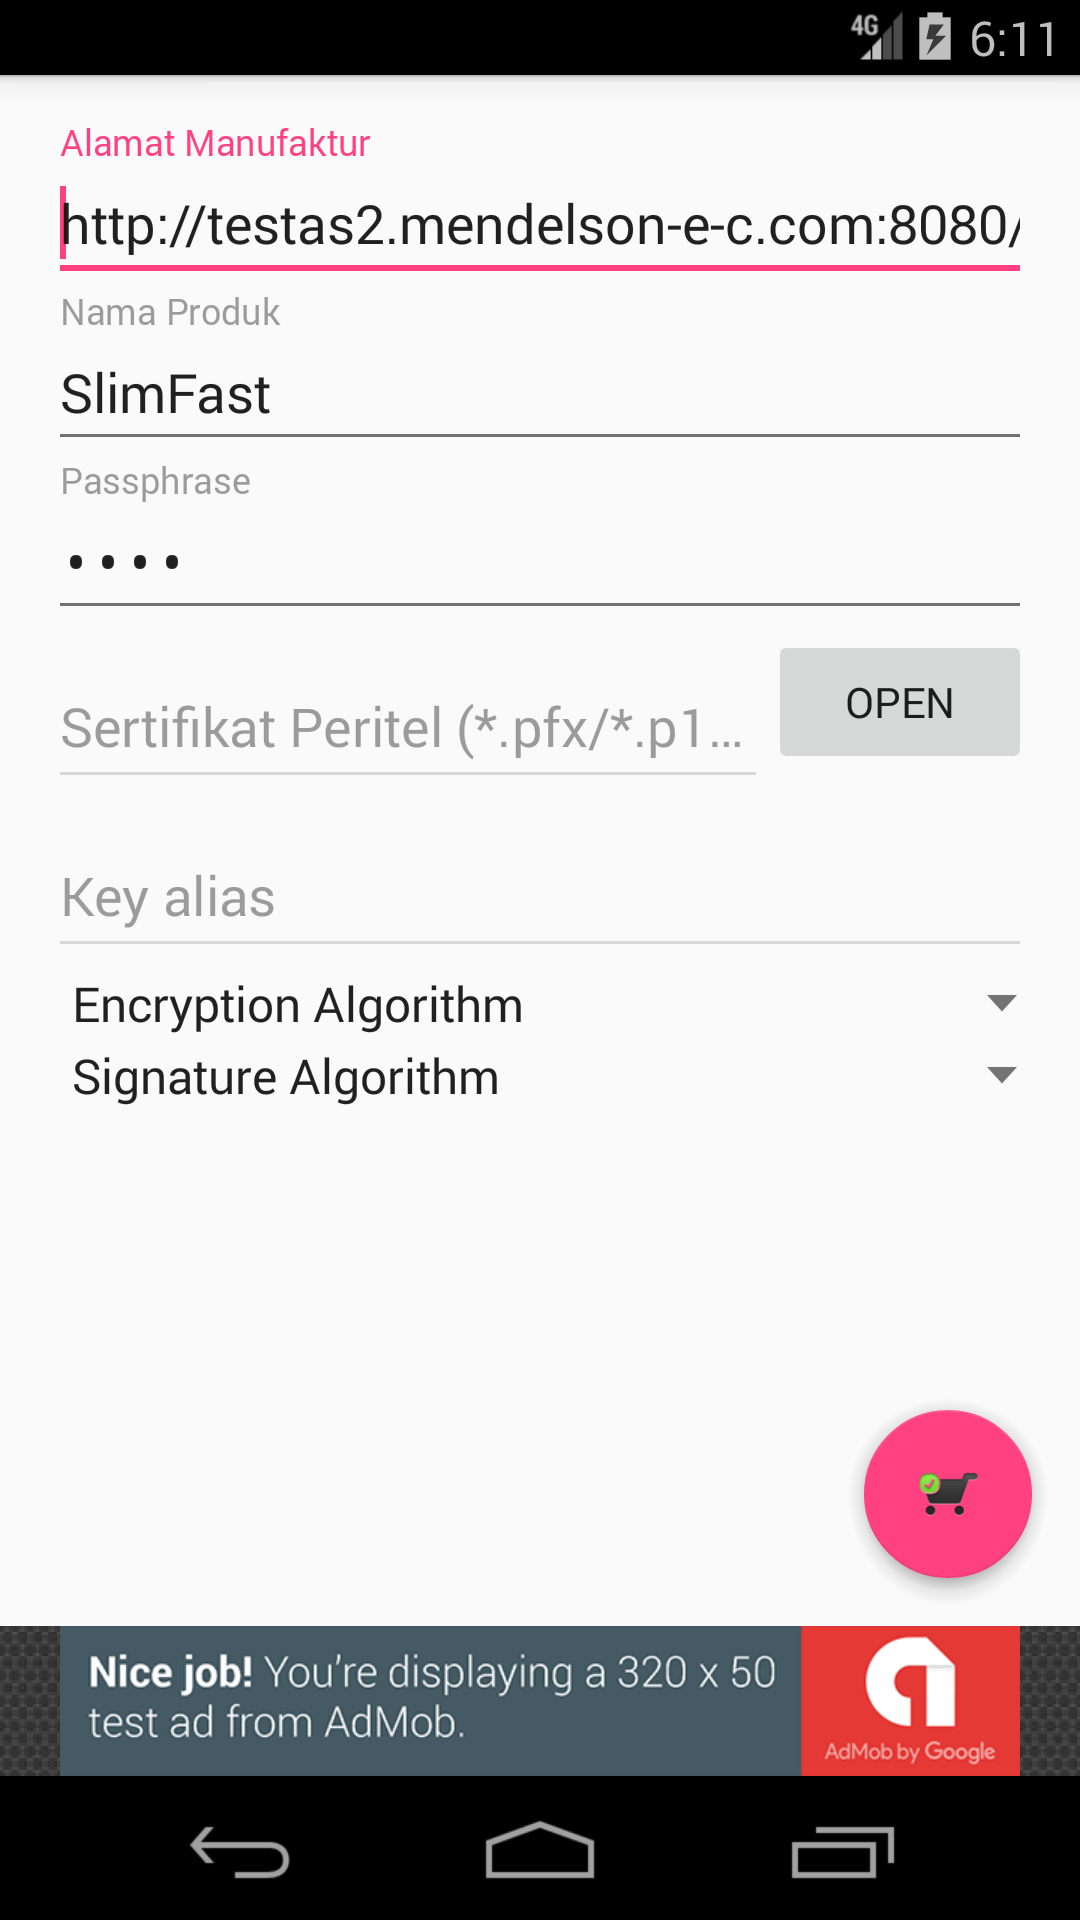 4G 6:11
Alamat Manufaktur
http://testas2.mendelson-e-c.com:8080/
Nama Produk
SlimFast
Passphrase
••••
Sertifikat Peritel (*.pfx/*.p1...
OPEN
Key alias
Encryption Algorithm
Signature Algorithm
Nice job! You're displaying a 320 x 50
test ad from AdMob.
AdMob by Google